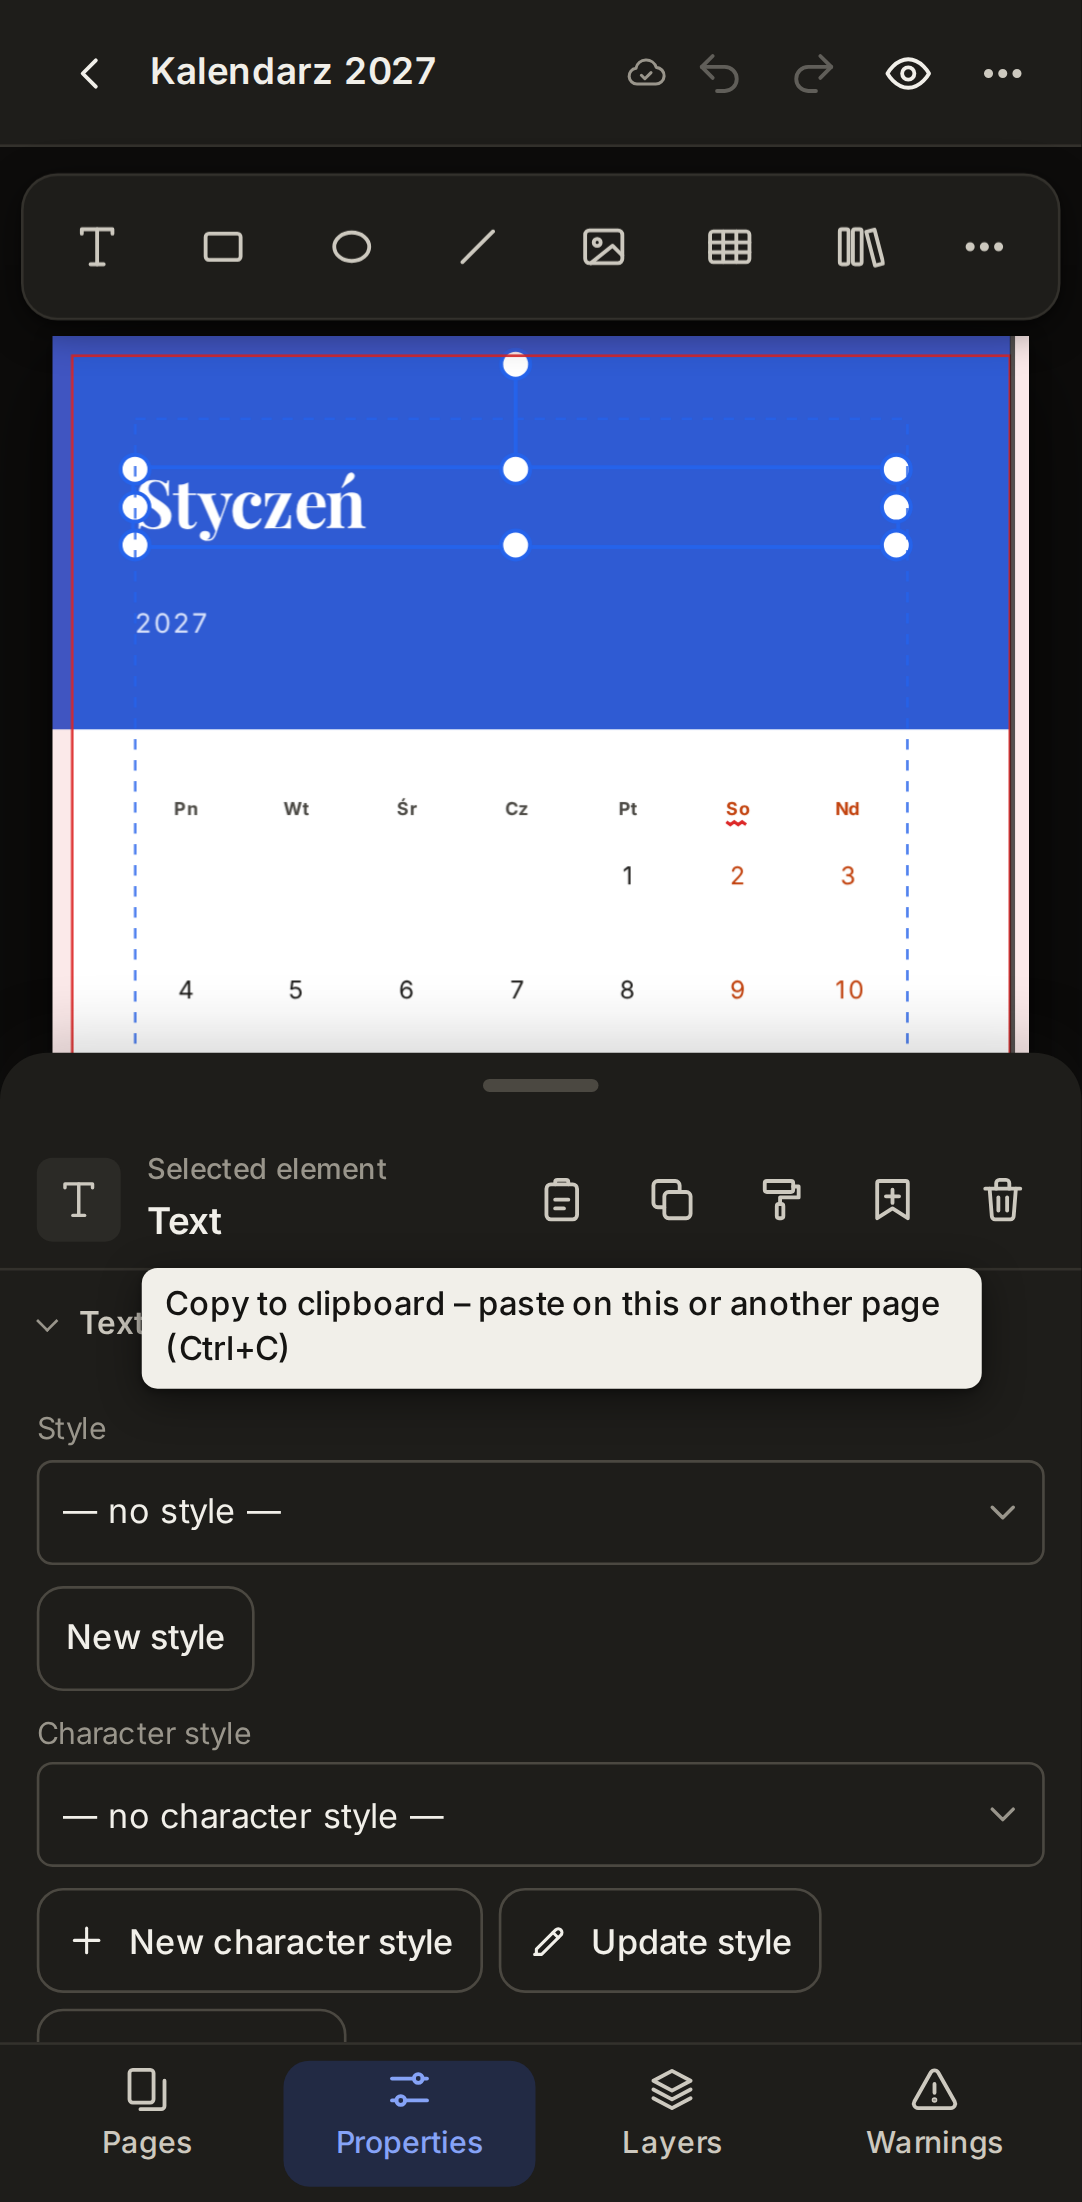 Kalendarz 2027
Styczeń
2027
Pn Wt Śr Cz Pt So Nd
1 2 3
4 5 6 7 8 9 10
Selected element
Text
Copy to clipboard – paste on this or another page
(Ctrl+C)
Text
Style
— no style —
New style
Character style
— no character style —
New character style Update style
Pages Properties Layers Warnings